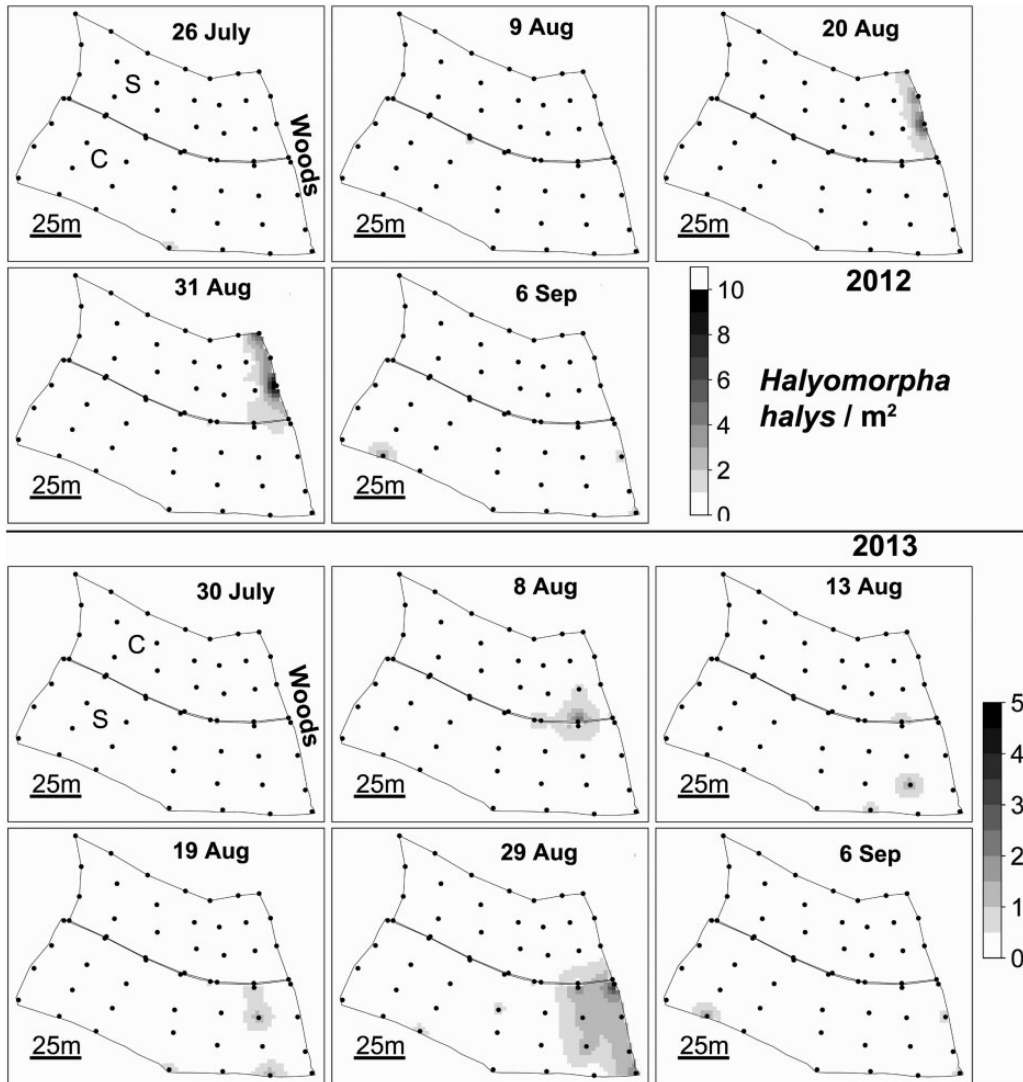 26 July
S
C
Woods
25m
9 Aug
25m
20 Aug
25m
31 Aug
25m
6 Sep
25m
2012
10
8
6
4
2
0
Halyomorpha
halys / m²
2013
30 July
C
S
Woods
25m
8 Aug
25m
13 Aug
25m
5
4
3
2
1
0
19 Aug
25m
29 Aug
25m
6 Sep
25m